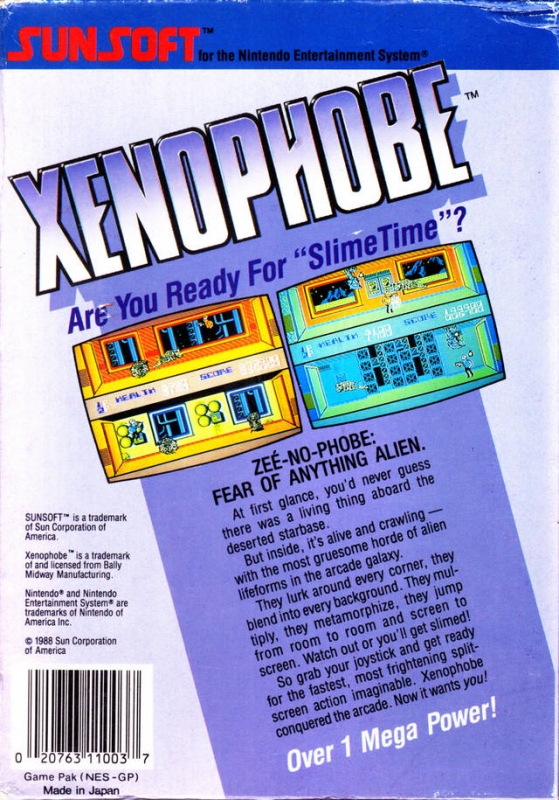 SUNSOFT™ for the Nintendo Entertainment System®
XENOPHOBE™
Are You Ready For "SlimeTime"?
HEALTH SCORE
HEALTH SCORE
ZEÉ-NO-PHOBE:
FEAR OF ANYTHING ALIEN.
At first glance, you'd never guess
there was a living thing aboard the
deserted starbase.
But inside, it's alive and crawling —
with the most gruesome horde of alien
lifeforms in the arcade galaxy.
They lurk around every corner, they
blend into every background. They mul-
tiply, they metamorphize, they jump
from room to room and screen to
screen. Watch out or you'll get slimed!
So grab your joystick and get ready
for the fastest, most frightening split-
screen action imaginable. Xenophobe
conquered the arcade. Now it wants you!
Over 1 Mega Power!
SUNSOFT™ is a trademark
of Sun Corporation of
America.
Xenophobe™ is a trademark
of and licensed from Bally
Midway Manufacturing.
Nintendo® and Nintendo
Entertainment System® are
trademarks of Nintendo of
America Inc.
© 1988 Sun Corporation
of America
0 20763 11003 7
Game Pak (NES-GP)
Made in Japan